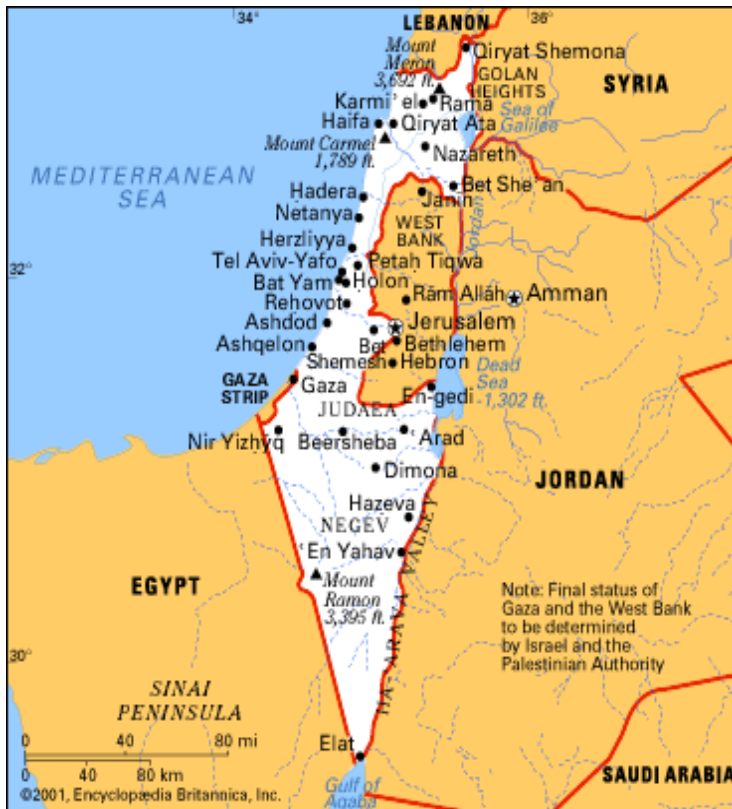 34°
36°
LEBANON
Mount
Meron
3,692 ft.
Qiryat Shemona
GOLAN
HEIGHTS
SYRIA
Karmi'el
Rama
Sea of
Galilee
Haifa
Qiryat Ata
Mount Carmel
1,789 ft.
Nazareth
MEDITERRANEAN
SEA
Hadera
Bet She'an
Janin
Netanya
WEST
BANK
Jordan
Herzliyya
Tel Aviv-Yafo
Petah Tiqwa
32°
Bat Yam
Holon
Rehovot
Rām Allāh
Amman
Ashdod
Jerusalem
Bet
Shemesh
Bethlehem
Ashqelon
Hebron
Dead
Sea
-1,302 ft.
GAZA
STRIP
Gaza
En-gedi
JUDAEA
Nir Yizhyq
Beersheba
'Arad
Dimona
JORDAN
Hazeva
NEGEV
'En Yahav
HA'ARAVA VALLEY
EGYPT
Mount
Ramon
3,395 ft.
Note: Final status of
Gaza and the West Bank
to be determined
by Israel and the
Palestinian Authority
30°
SINAI
PENINSULA
0 40 80 mi
0 40 80 km
Elat
SAUDI ARABIA
©2001, Encyclopædia Britannica, Inc.
Gulf of
Aqaba